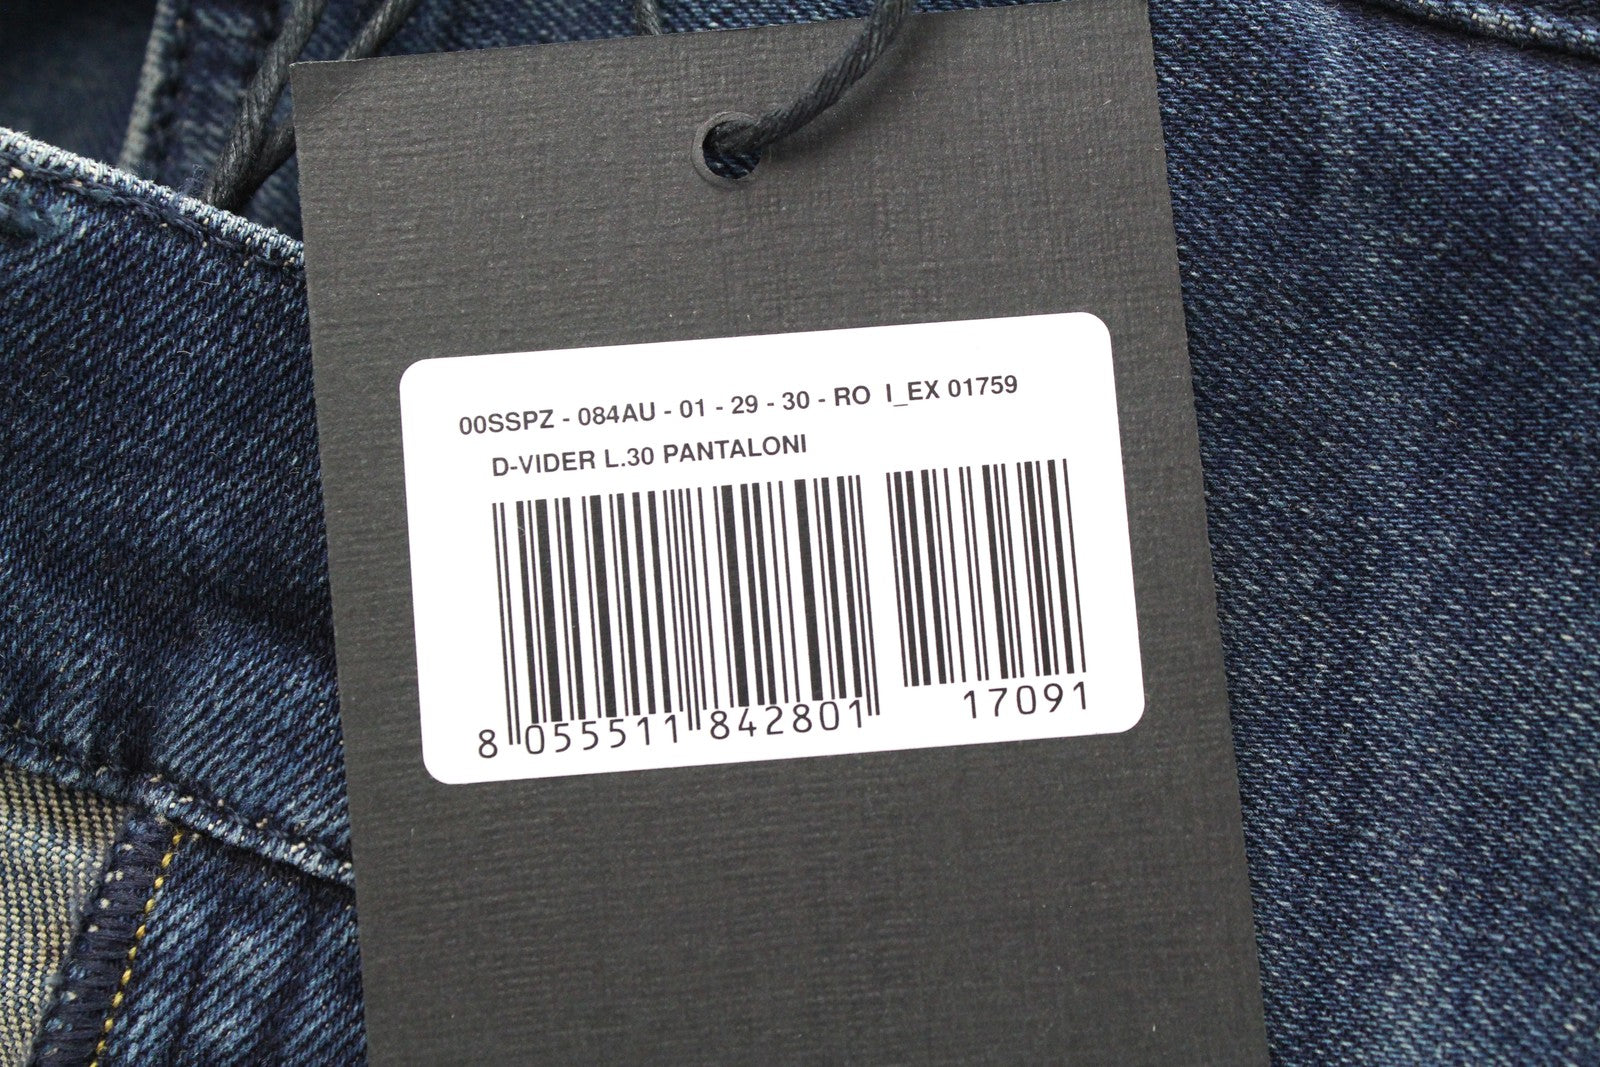 00SSPZ - 084AU - 01 - 29 - 30 - RO I_EX 01759
D-VIDER L.30 PANTALONI
8 055511 842801 17091